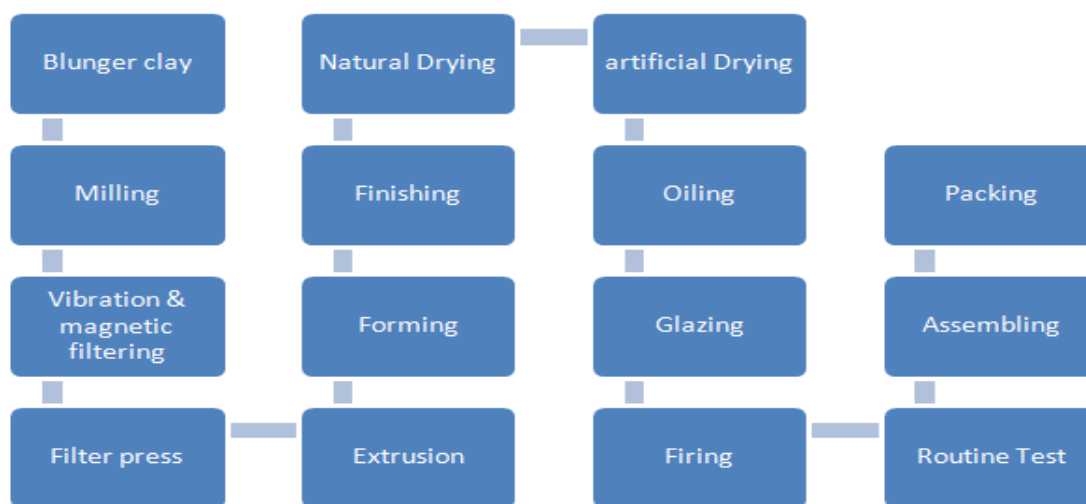 Blunger clay
Milling
Vibration &
magnetic
filtering
Filter press
Extrusion
Forming
Finishing
Natural Drying
artificial Drying
Oiling
Glazing
Firing
Routine Test
Assembling
Packing